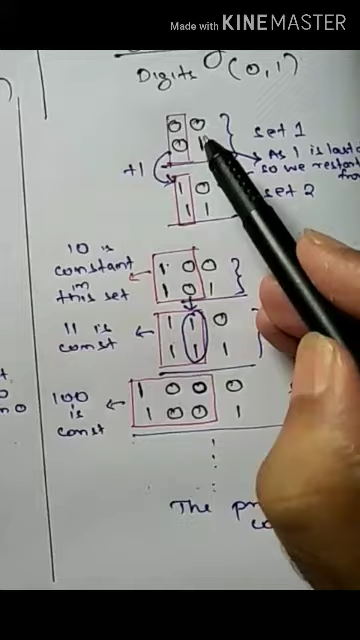 Made with KINEMASTER
Digits (0, 1)
0 0
0 1
set 1
As 1 is last
so we restart
+1
1 0
1 1
set 2
10 is
constant
in
this set
1 0 0
1 0 1
11 is
const
1 1 0
1 1 1
100
is
const
1 0 0 0
1 0 0 1
The